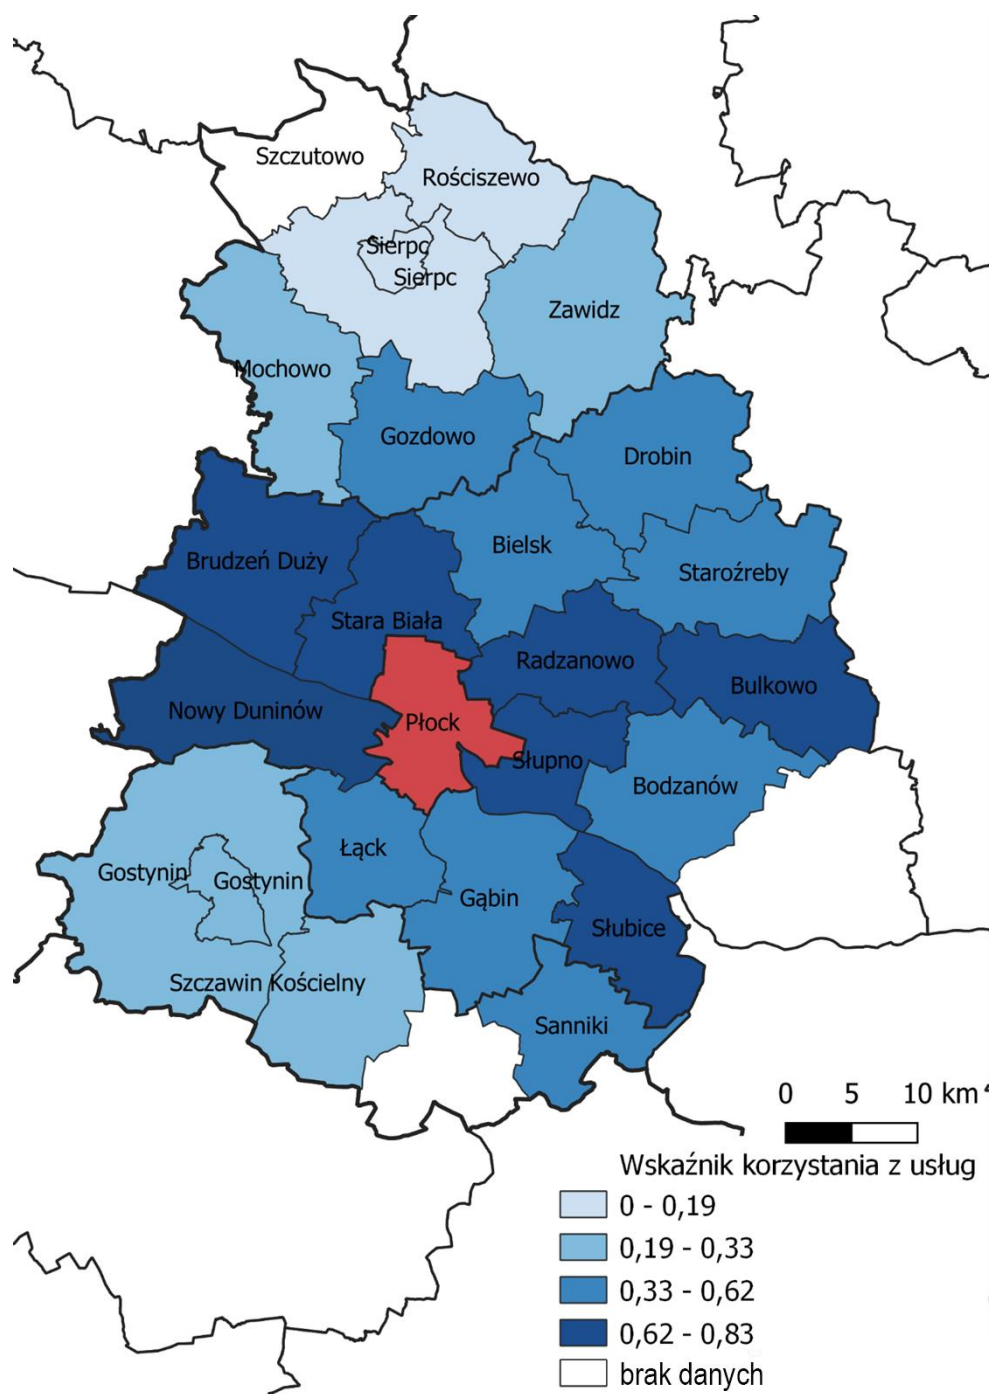 Szczutowo
Rościszewo
Sierpc
Sierpc
Zawidz
Mochowo
Gozdowo
Drobin
Bielsk
Brudzeń Duży
Staroźreby
Stara Biała
Radzanowo
Bulkowo
Nowy Duninów
Płock
Słupno
Bodzanów
Łąck
Gostynin
Gostynin
Gąbin
Słubice
Szczawin Kościelny
Sanniki
0 5 10 km
Wskaźnik korzystania z usług
0 - 0,19
0,19 - 0,33
0,33 - 0,62
0,62 - 0,83
brak danych